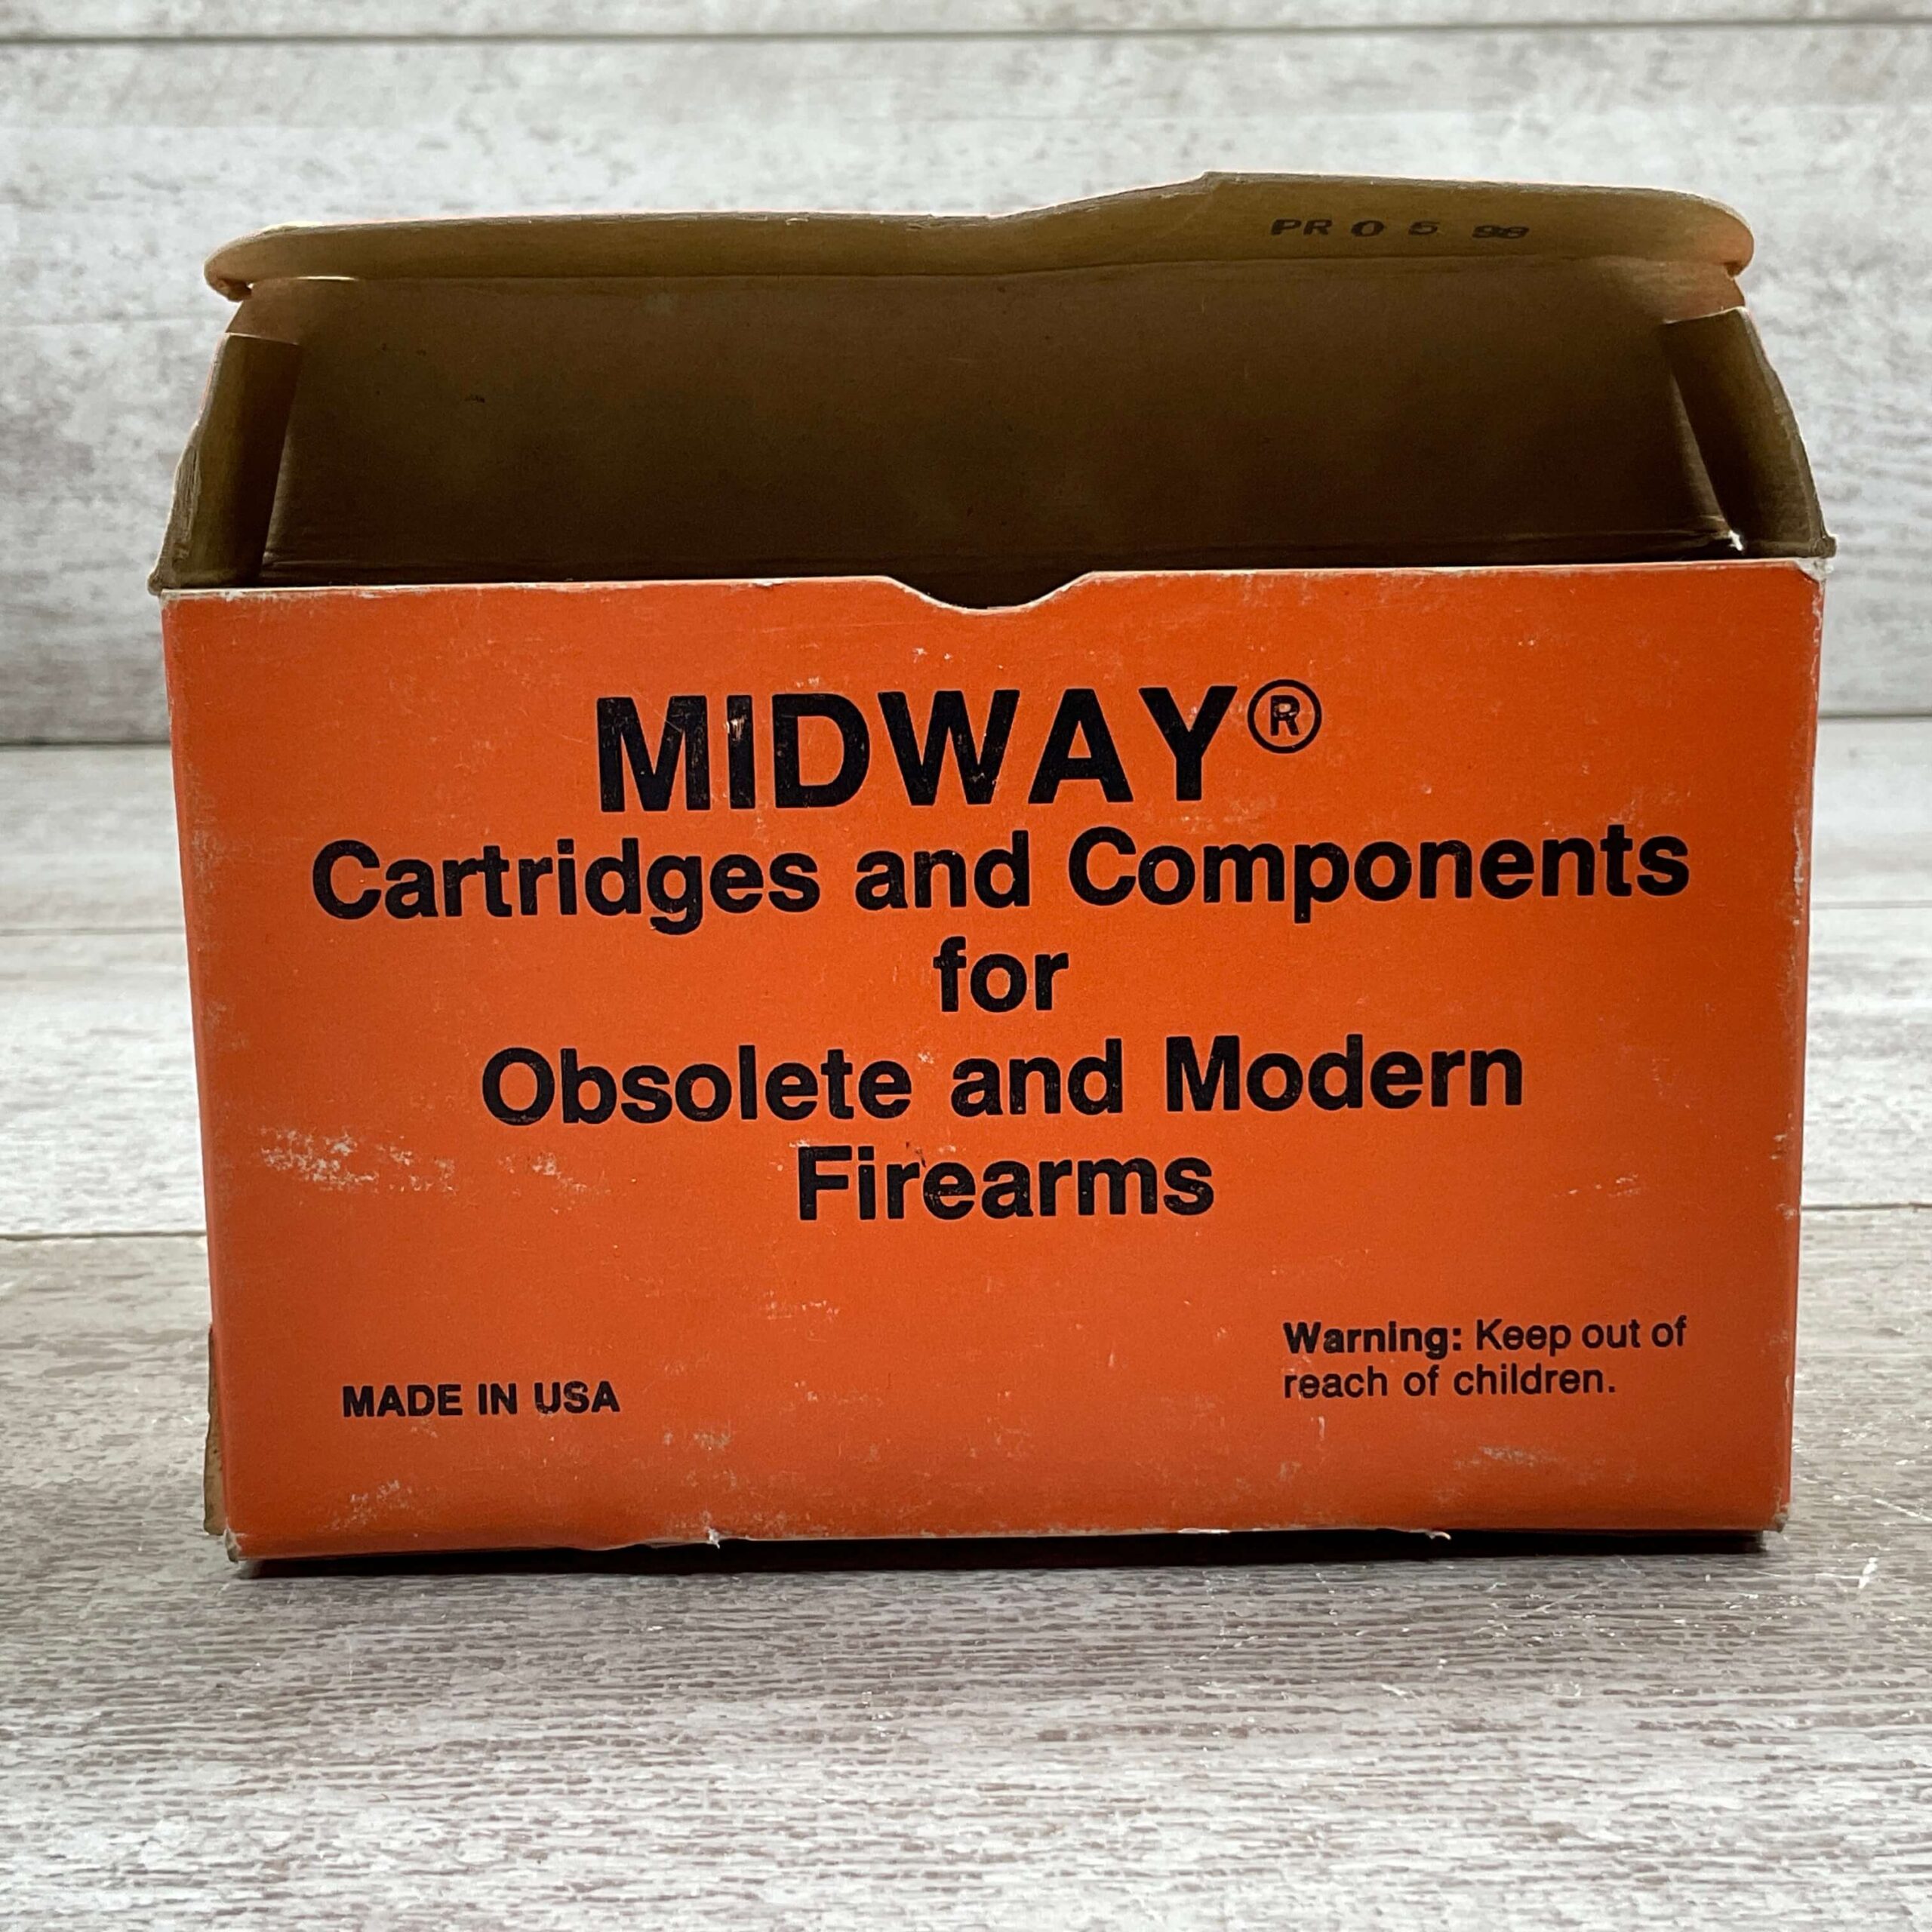 PR 0 5 98
MIDWAY®
Cartridges and Components
for
Obsolete and Modern
Firearms
Warning: Keep out of
reach of children.
MADE IN USA